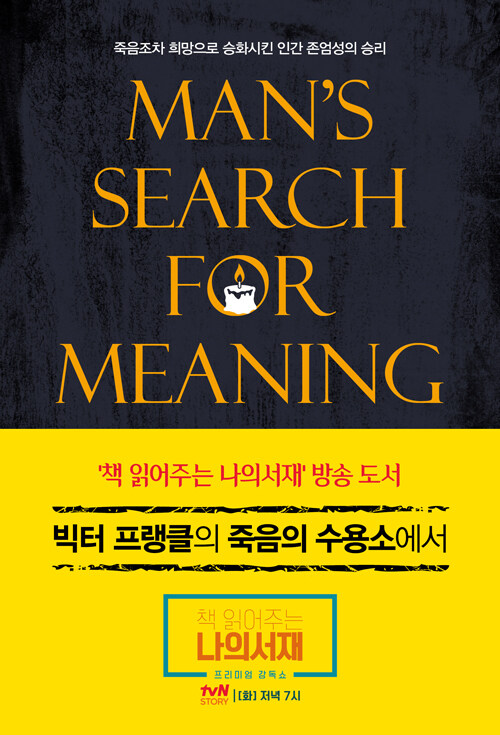 죽음조차 희망으로 승화시킨 인간 존엄성의 승리
MAN'S
SEARCH
FOR
MEANING
'책 읽어주는 나의서재' 방송 도서
빅터 프랭클의 죽음의 수용소에서
책 읽어주는
나의서재
프리미엄 강독쇼
tvN
STORY
[화] 저녁 7시